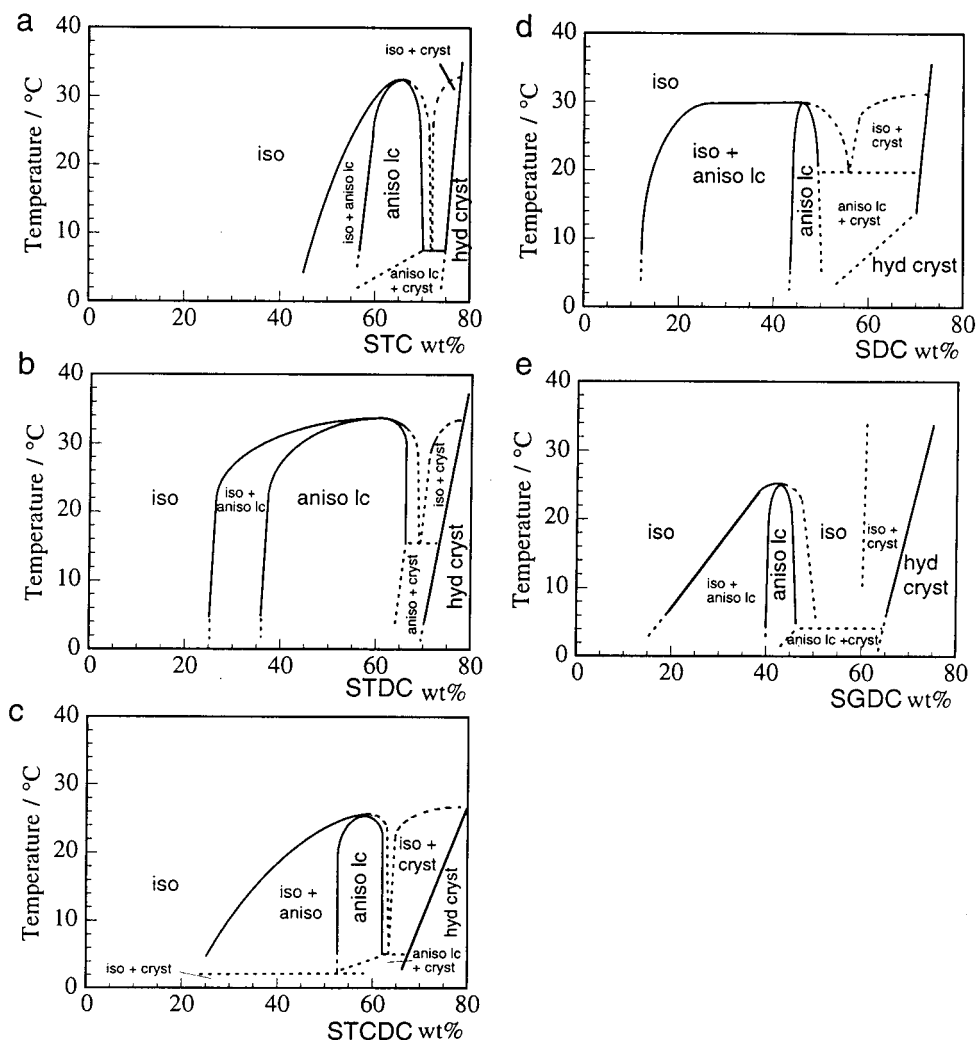 a
40
30
20
10
0
Temperature / °C
iso
iso + aniso lc
aniso lc
iso + cryst
hyd cryst
aniso lc
+ cryst
0 20 40 60 80
STC wt%
b
40
30
20
10
0
Temperature / °C
iso
iso +
aniso lc
aniso lc
iso + cryst
aniso + cryst
hyd cryst
0 20 40 60 80
STDC wt%
c
40
30
20
10
0
Temperature / °C
iso
iso +
aniso
aniso lc
iso +
cryst
hyd cryst
iso + cryst
aniso lc
+ cryst
0 20 40 60 80
STCDC wt%
d
40
30
20
10
0
Temperature / °C
iso
iso +
aniso lc
aniso lc
iso +
cryst
aniso lc
+ cryst
hyd cryst
0 20 40 60 80
SDC wt%
e
40
30
20
10
0
Temperature / °C
iso
iso +
aniso lc
aniso lc
iso
iso +
cryst
hyd
cryst
aniso lc +cryst
0 20 40 60 80
SGDC wt%